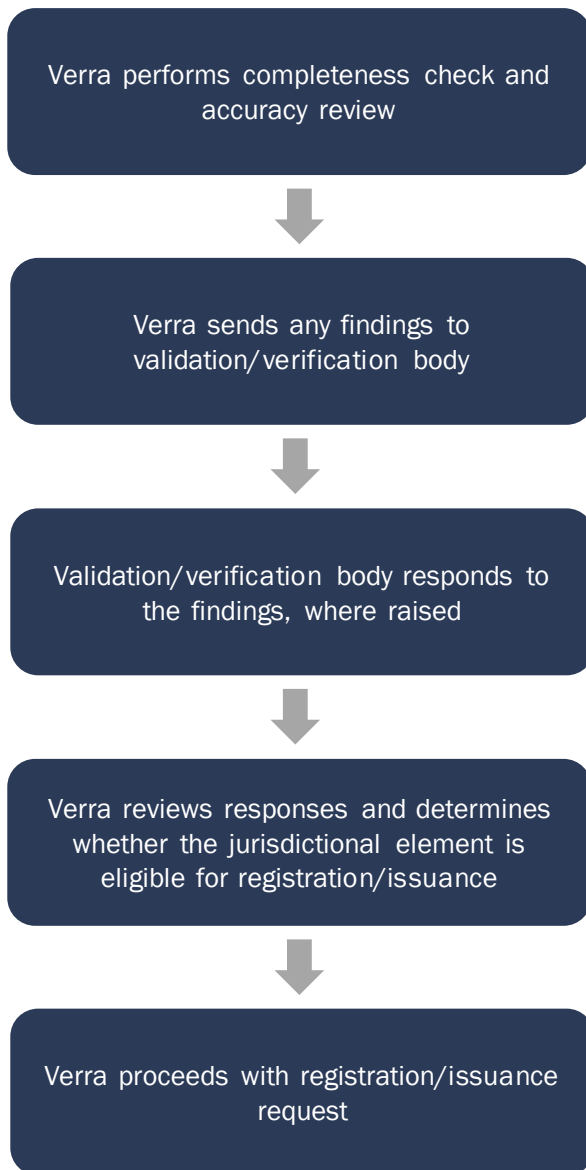 Verra performs completeness check and
accuracy review
Verra sends any findings to
validation/verification body
Validation/verification body responds to
the findings, where raised
Verra reviews responses and determines
whether the jurisdictional element is
eligible for registration/issuance
Verra proceeds with registration/issuance
request